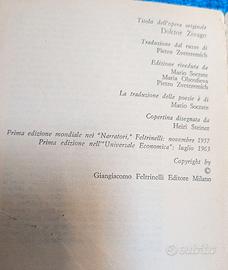 Titolo dell'opera originale
Doktor Zivago
Traduzione dal russo di
Pietro Zveteremich
Edizione riveduta da
Mario Socrate
Maria Olsoufieva
Pietro Zveteremich
La traduzione delle poesie è di
Mario Socrate
Copertina disegnata da
Heiri Steiner
Prima edizione mondiale nei "Narratori," Feltrinelli: novembre 1957
Prima edizione nell'"Universale Economica": luglio 1963
Copyright by
©
Giangiacomo Feltrinelli Editore Milano
subito